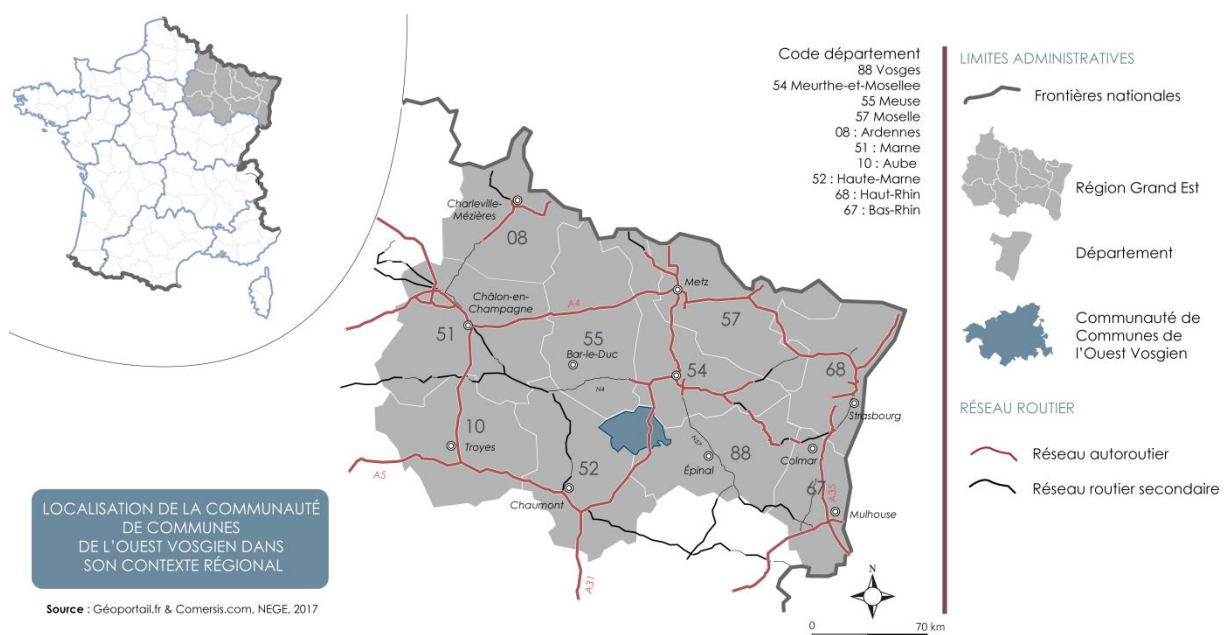 Code département
88 Vosges
54 Meurthe-et-Mosellee
55 Meuse
57 Moselle
08 : Ardennes
51 : Marne
10 : Aube
52 : Haute-Marne
68 : Haut-Rhin
67 : Bas-Rhin
LIMITES ADMINISTRATIVES
Frontières nationales
Région Grand Est
Département
Communauté de
Communes de
l'Ouest Vosgien
RÉSEAU ROUTIER
Réseau autoroutier
Réseau routier secondaire
Charleville-
Mézières
08
Metz
Châlon-en-
Champagne
A4
57
51
55
Bar-le-Duc
54
68
N4
Strasbourg
10
Troyes
N57
88
Colmar
Épinal
A5
52
67
A35
Chaumont
Mulhouse
A31
N
0 70 km
LOCALISATION DE LA COMMUNAUTÉ
DE COMMUNES
DE L'OUEST VOSGIEN DANS
SON CONTEXTE RÉGIONAL
Source : Géoportail.fr & Comersis.com, NEGE, 2017